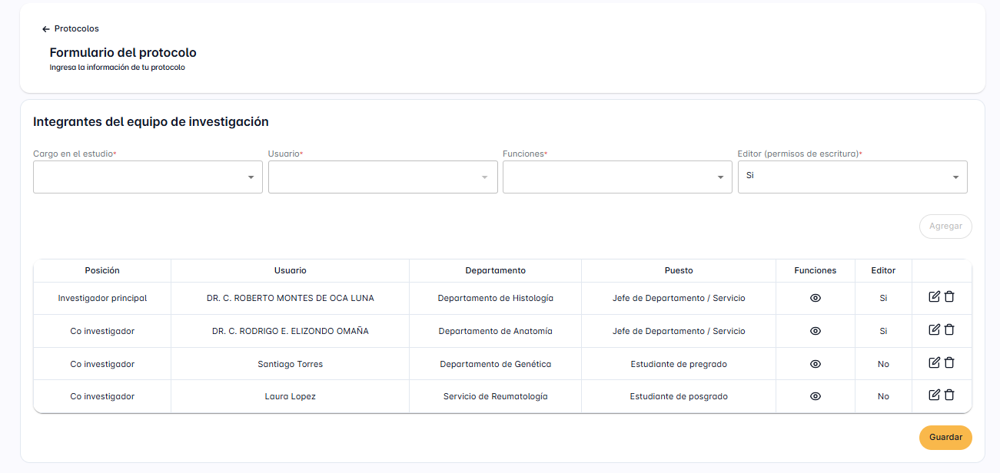 ← Protocolos
Formulario del protocolo
Ingresa la información de tu protocolo
Integrantes del equipo de investigación
Cargo en el estudio* Usuario* Funciones* Editor (permisos de escritura)*
Si
Agregar
Posición Usuario Departamento Puesto Funciones Editor
Investigador principal DR. C. ROBERTO MONTES DE OCA LUNA Departamento de Histología Jefe de Departamento / Servicio Si
Co investigador DR. C. RODRIGO E. ELIZONDO OMAÑA Departamento de Anatomía Jefe de Departamento / Servicio Si
Co investigador Santiago Torres Departamento de Genética Estudiante de pregrado No
Co investigador Laura Lopez Servicio de Reumatología Estudiante de posgrado No
Guardar